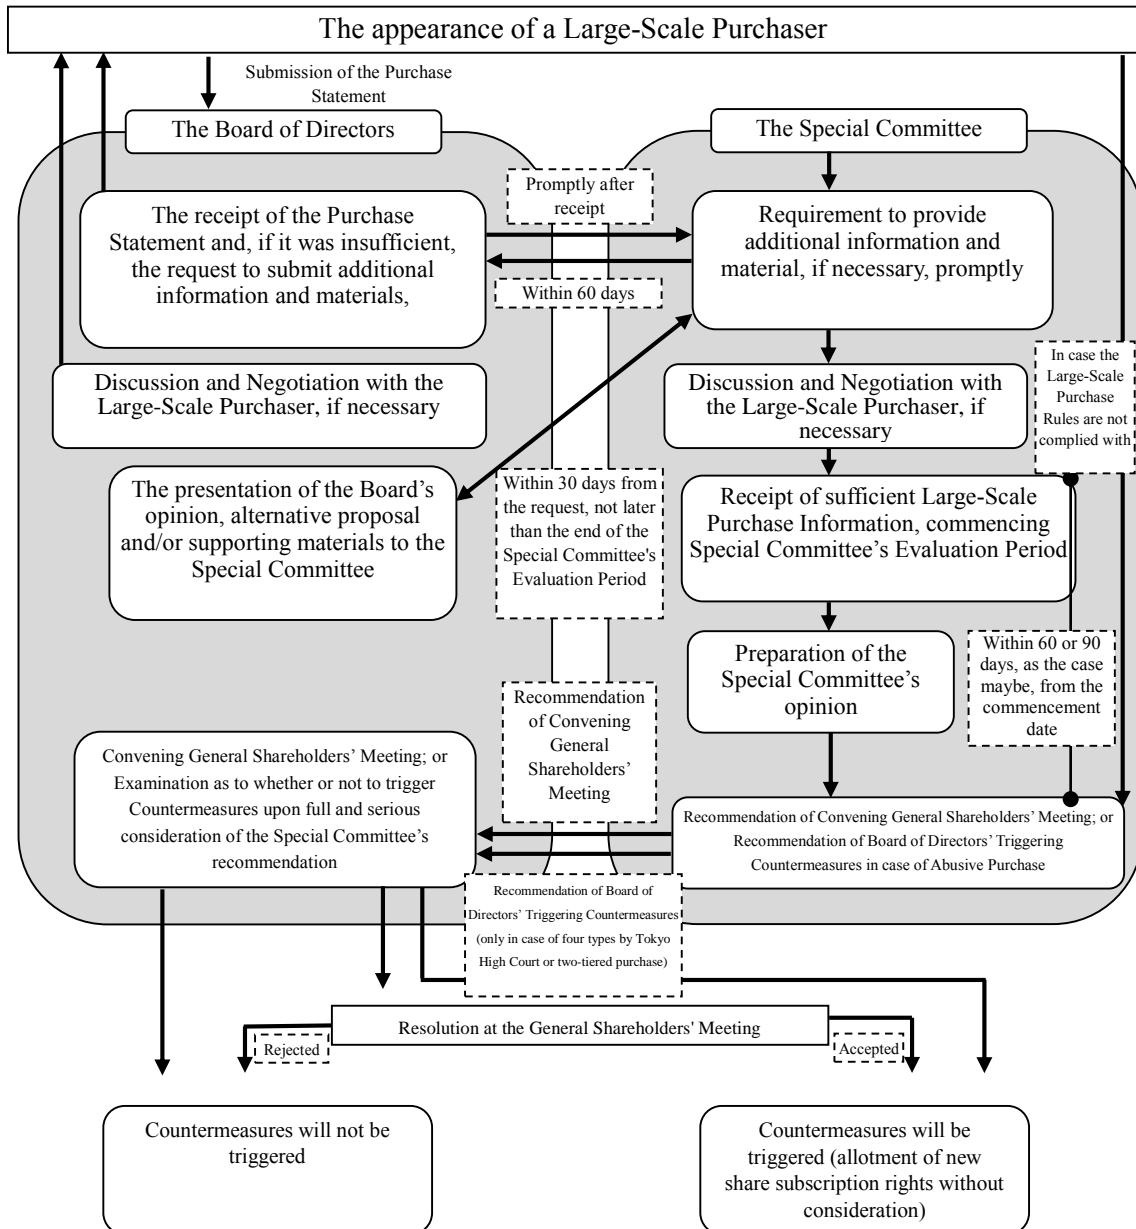 The appearance of a Large-Scale Purchaser
Submission of the Purchase
Statement
The Board of Directors
The Special Committee
Promptly after
receipt
The receipt of the Purchase
Statement and, if it was insufficient,
the request to submit additional
information and materials,
Requirement to provide
additional information and
material, if necessary, promptly
Within 60 days
In case the
Large-Scale
Purchase
Rules are not
complied with
Discussion and Negotiation with the
Large-Scale Purchaser, if necessary
Discussion and Negotiation with
the Large-Scale Purchaser, if
necessary
The presentation of the Board’s
opinion, alternative proposal
and/or supporting materials to the
Special Committee
Within 30 days from
the request, not later
than the end of the
Special Committee's
Evaluation Period
Receipt of sufficient Large-Scale
Purchase Information, commencing
Special Committee’s Evaluation Period
Preparation of the
Special Committee’s
opinion
Within 60 or 90
days, as the case
maybe, from the
commencement
date
Recommendation
of Convening
General
Shareholders’
Meeting
Convening General Shareholders’ Meeting; or
Examination as to whether or not to trigger
Countermeasures upon full and serious
consideration of the Special Committee’s
recommendation
Recommendation of Convening General Shareholders’ Meeting; or
Recommendation of Board of Directors’ Triggering
Countermeasures in case of Abusive Purchase
Recommendation of Board of
Directors’ Triggering Countermeasures
(only in case of four types by Tokyo
High Court or two-tiered purchase)
Resolution at the General Shareholders' Meeting
Rejected
Accepted
Countermeasures will not be
triggered
Countermeasures will be
triggered (allotment of new
share subscription rights without
consideration)